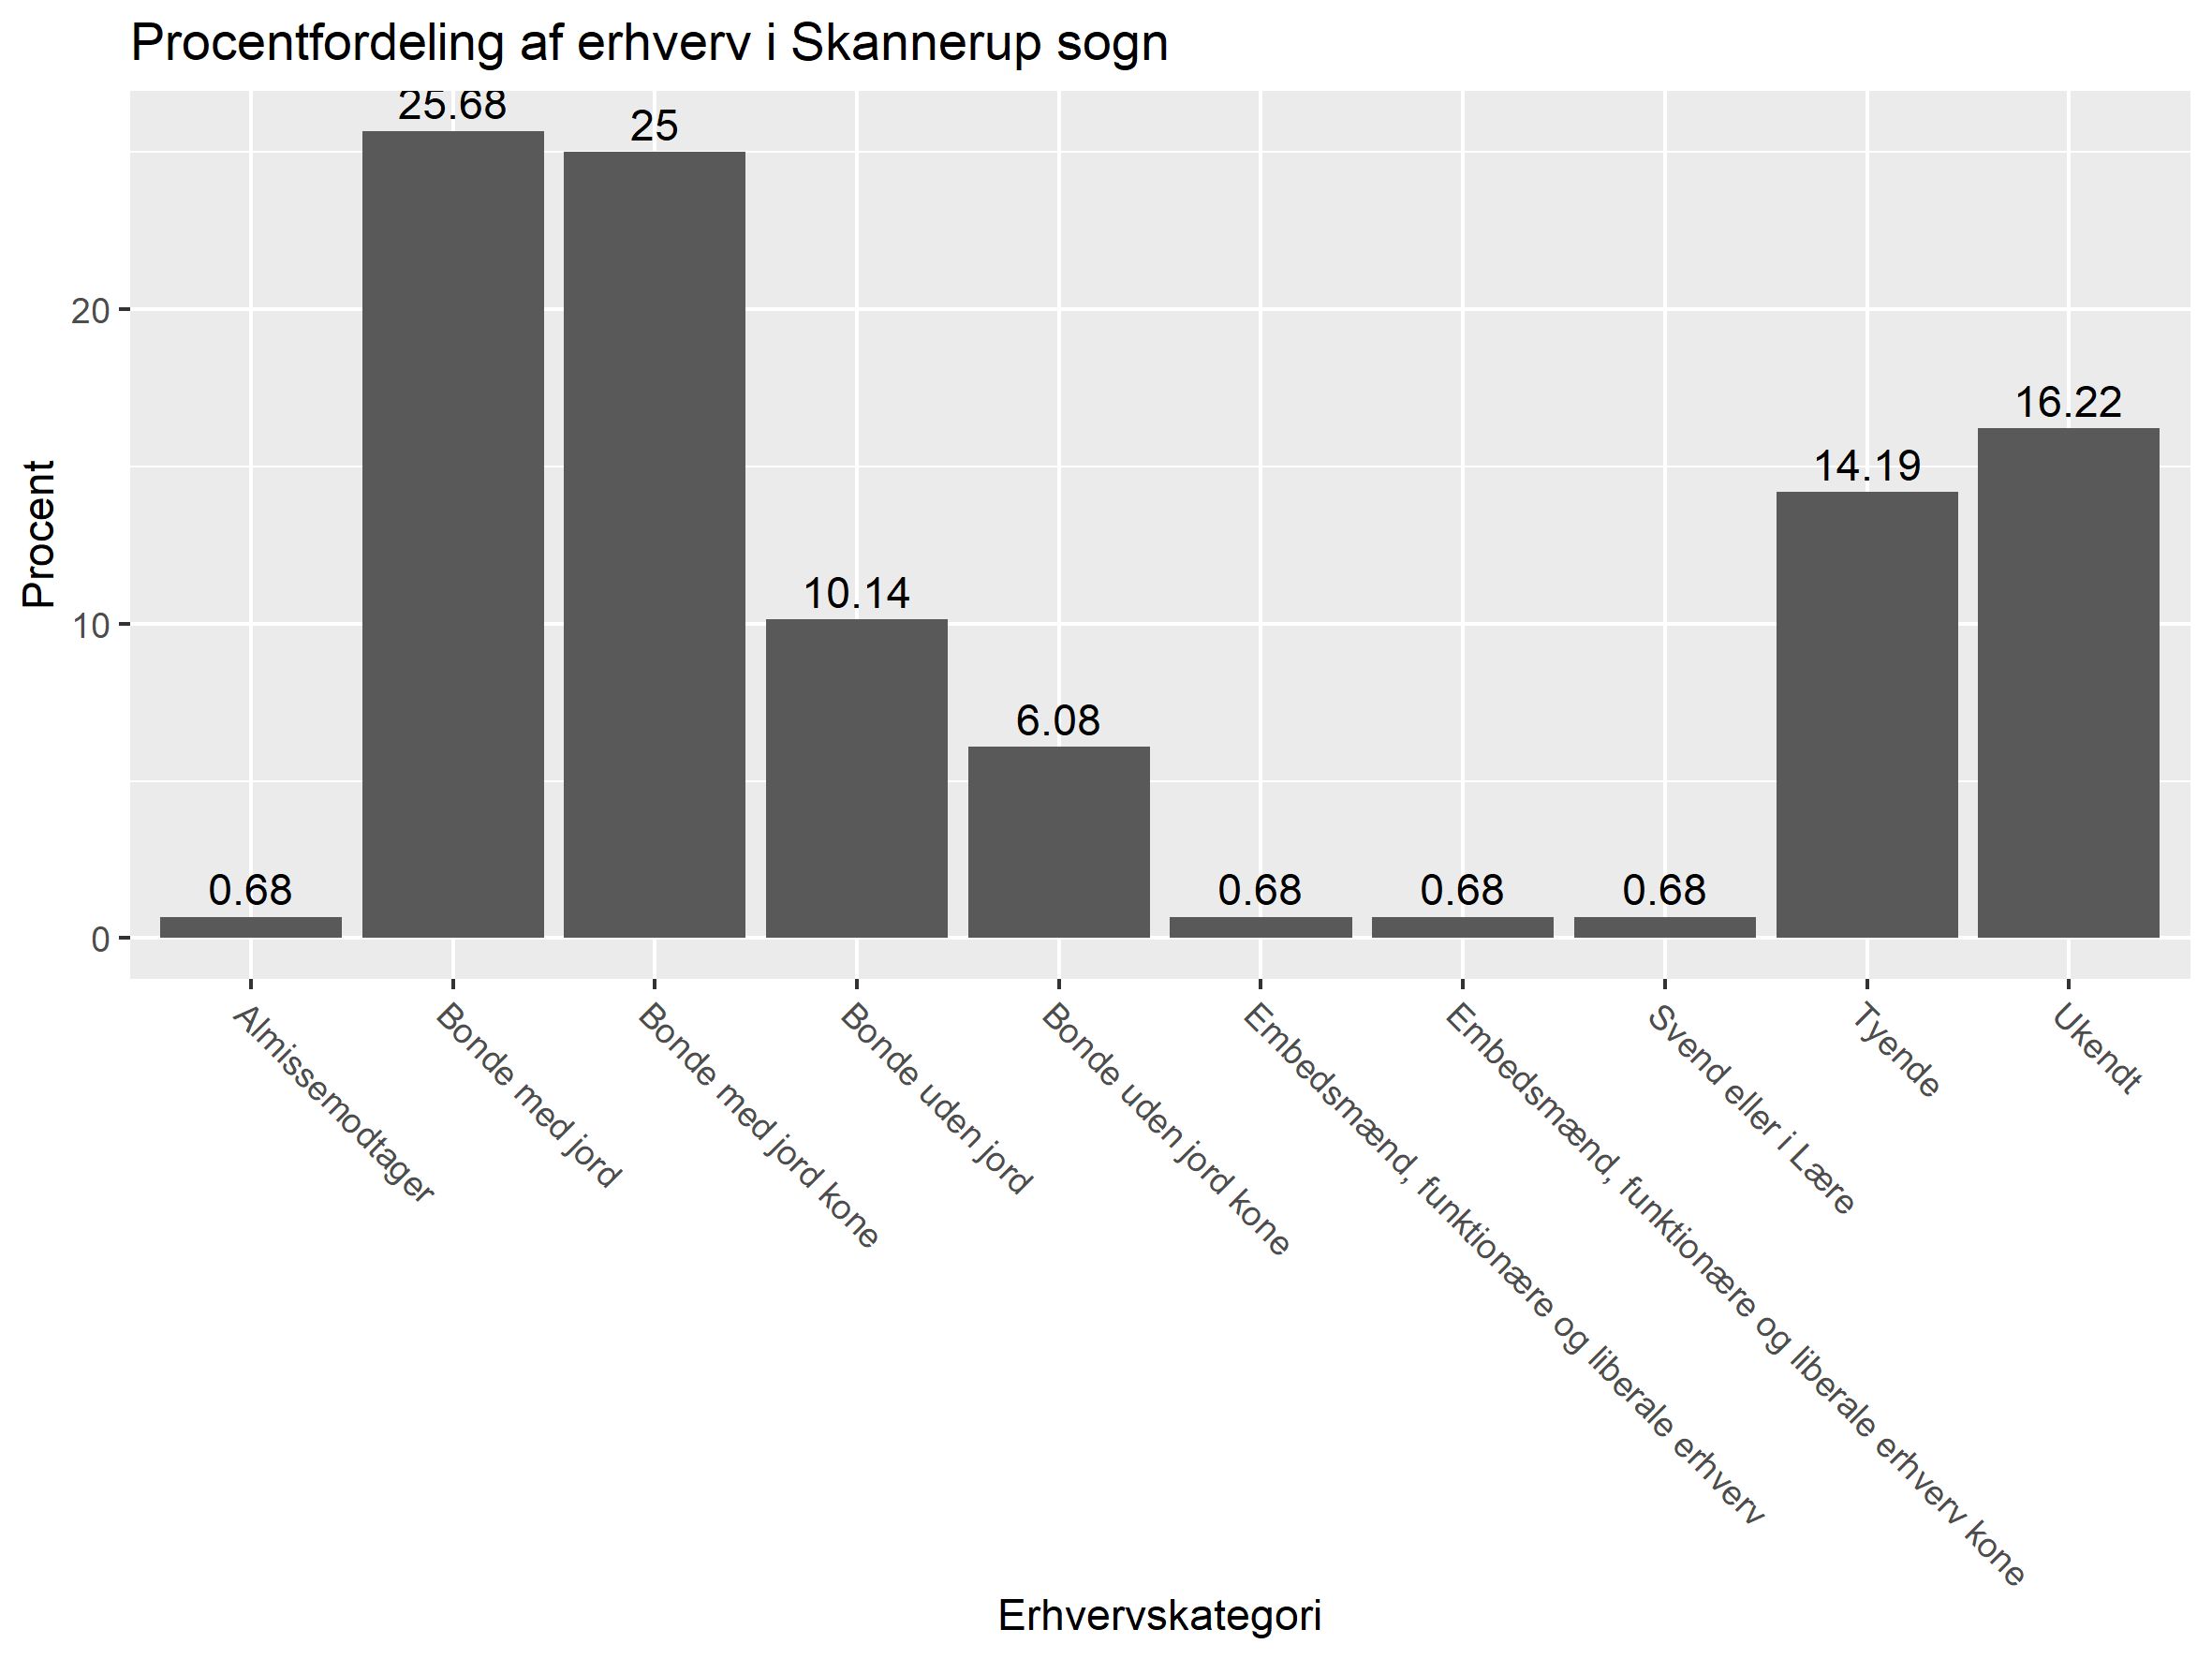 Procentfordeling af erhverv i Skannerup sogn
Procent
20
10
0
0.68
25.68
25
10.14
6.08
0.68
0.68
0.68
14.19
16.22
Almissemodtager
Bonde med jord
Bonde med jord kone
Bonde uden jord
Bonde uden jord kone
Embedsmænd, funktionære og liberale erhverv
Embedsmænd, funktionære og liberale erhverv kone
Svend eller i Lære
Tyende
Ukendt
Erhvervskategori